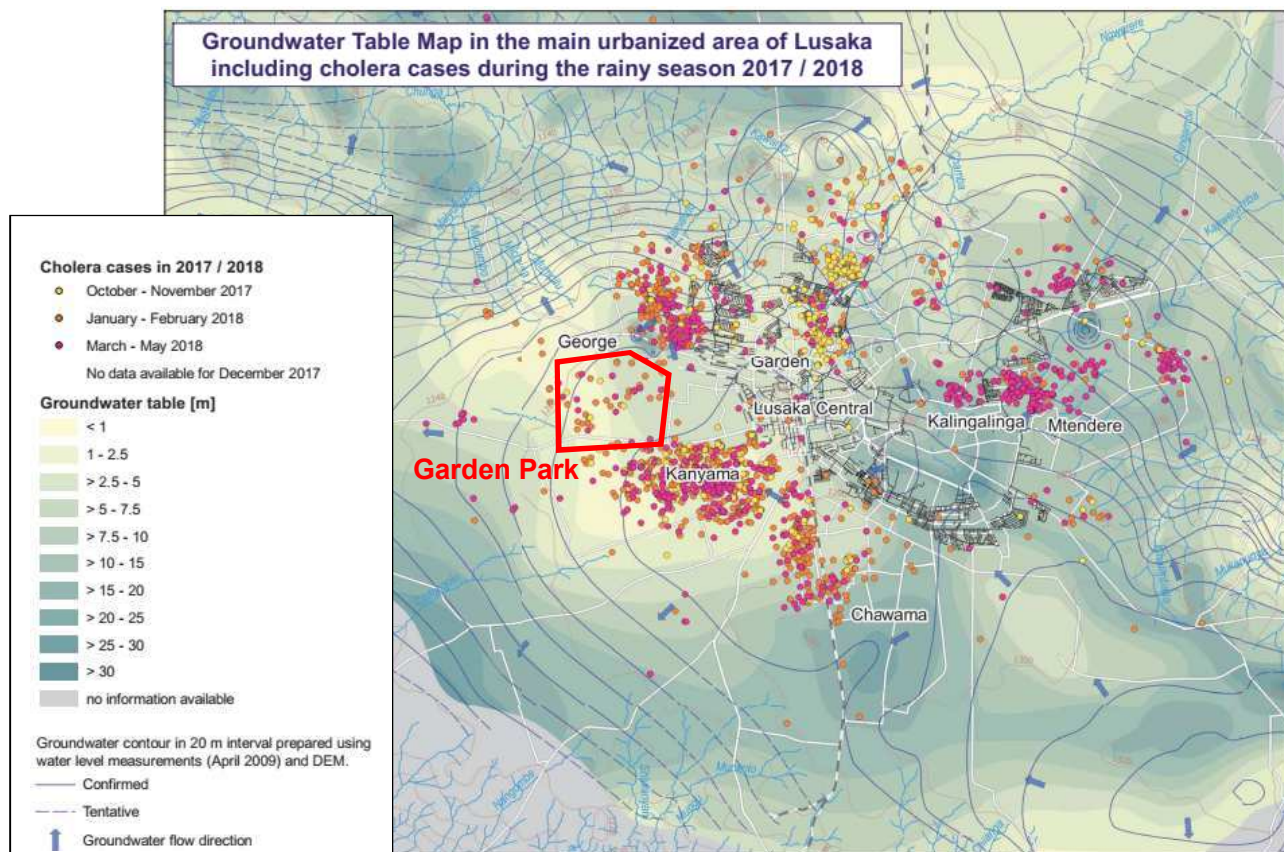 Groundwater Table Map in the main urbanized area of Lusaka
including cholera cases during the rainy season 2017 / 2018
Cholera cases in 2017 / 2018
October - November 2017
January - February 2018
March - May 2018
No data available for December 2017
Groundwater table [m]
< 1
1 - 2.5
> 2.5 - 5
> 5 - 7.5
> 7.5 - 10
> 10 - 15
> 15 - 20
> 20 - 25
> 25 - 30
> 30
no information available
Groundwater contour in 20 m interval prepared using
water level measurements (April 2009) and DEM.
Confirmed
Tentative
Groundwater flow direction
George
Garden
Lusaka Central
Kalingalinga
Mtendere
Garden Park
Kanyama
Chawama
Chunga